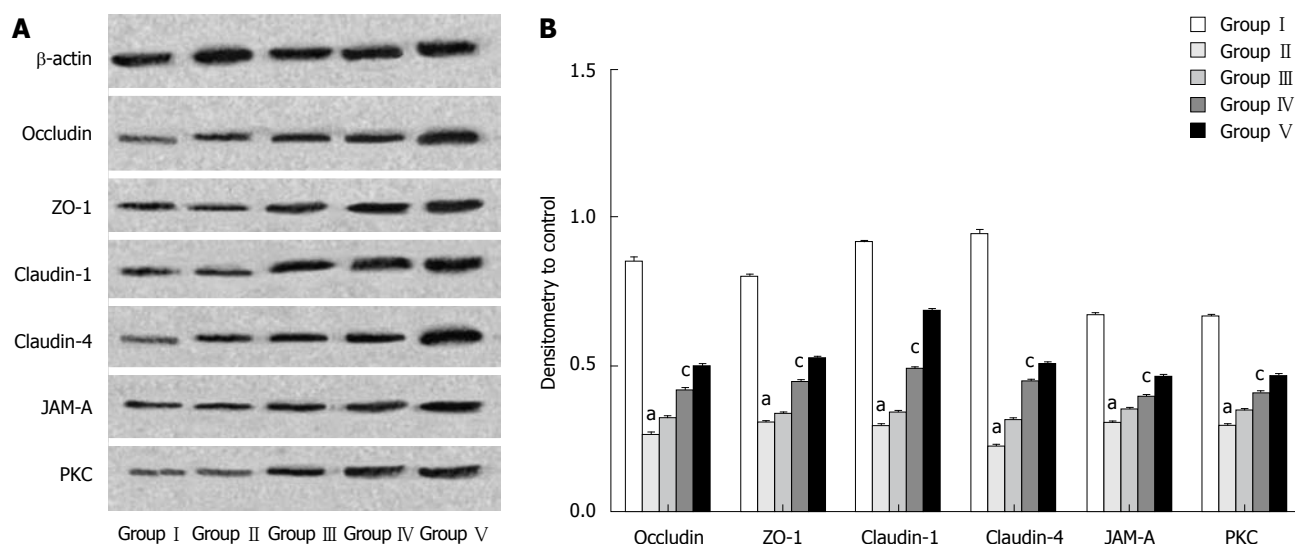 A
β-actin
Occludin
ZO-1
Claudin-1
Claudin-4
JAM-A
PKC
Group Ⅰ Group Ⅱ Group Ⅲ Group Ⅳ Group Ⅴ
B
Group Ⅰ
Group Ⅱ
Group Ⅲ
Group Ⅳ
Group Ⅴ
Densitometry to control
1.5
1.0
0.5
0.0
a c a c a c a c a c a c
Occludin ZO-1 Claudin-1 Claudin-4 JAM-A PKC